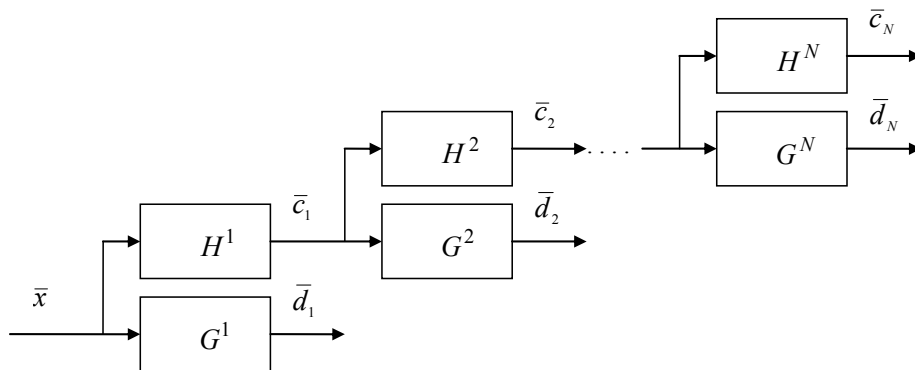 c̄_N
H^N
c̄_2
d̄_N
H^2
. . . .
G^N
c̄_1
d̄_2
H^1
G^2
x̄
d̄_1
G^1